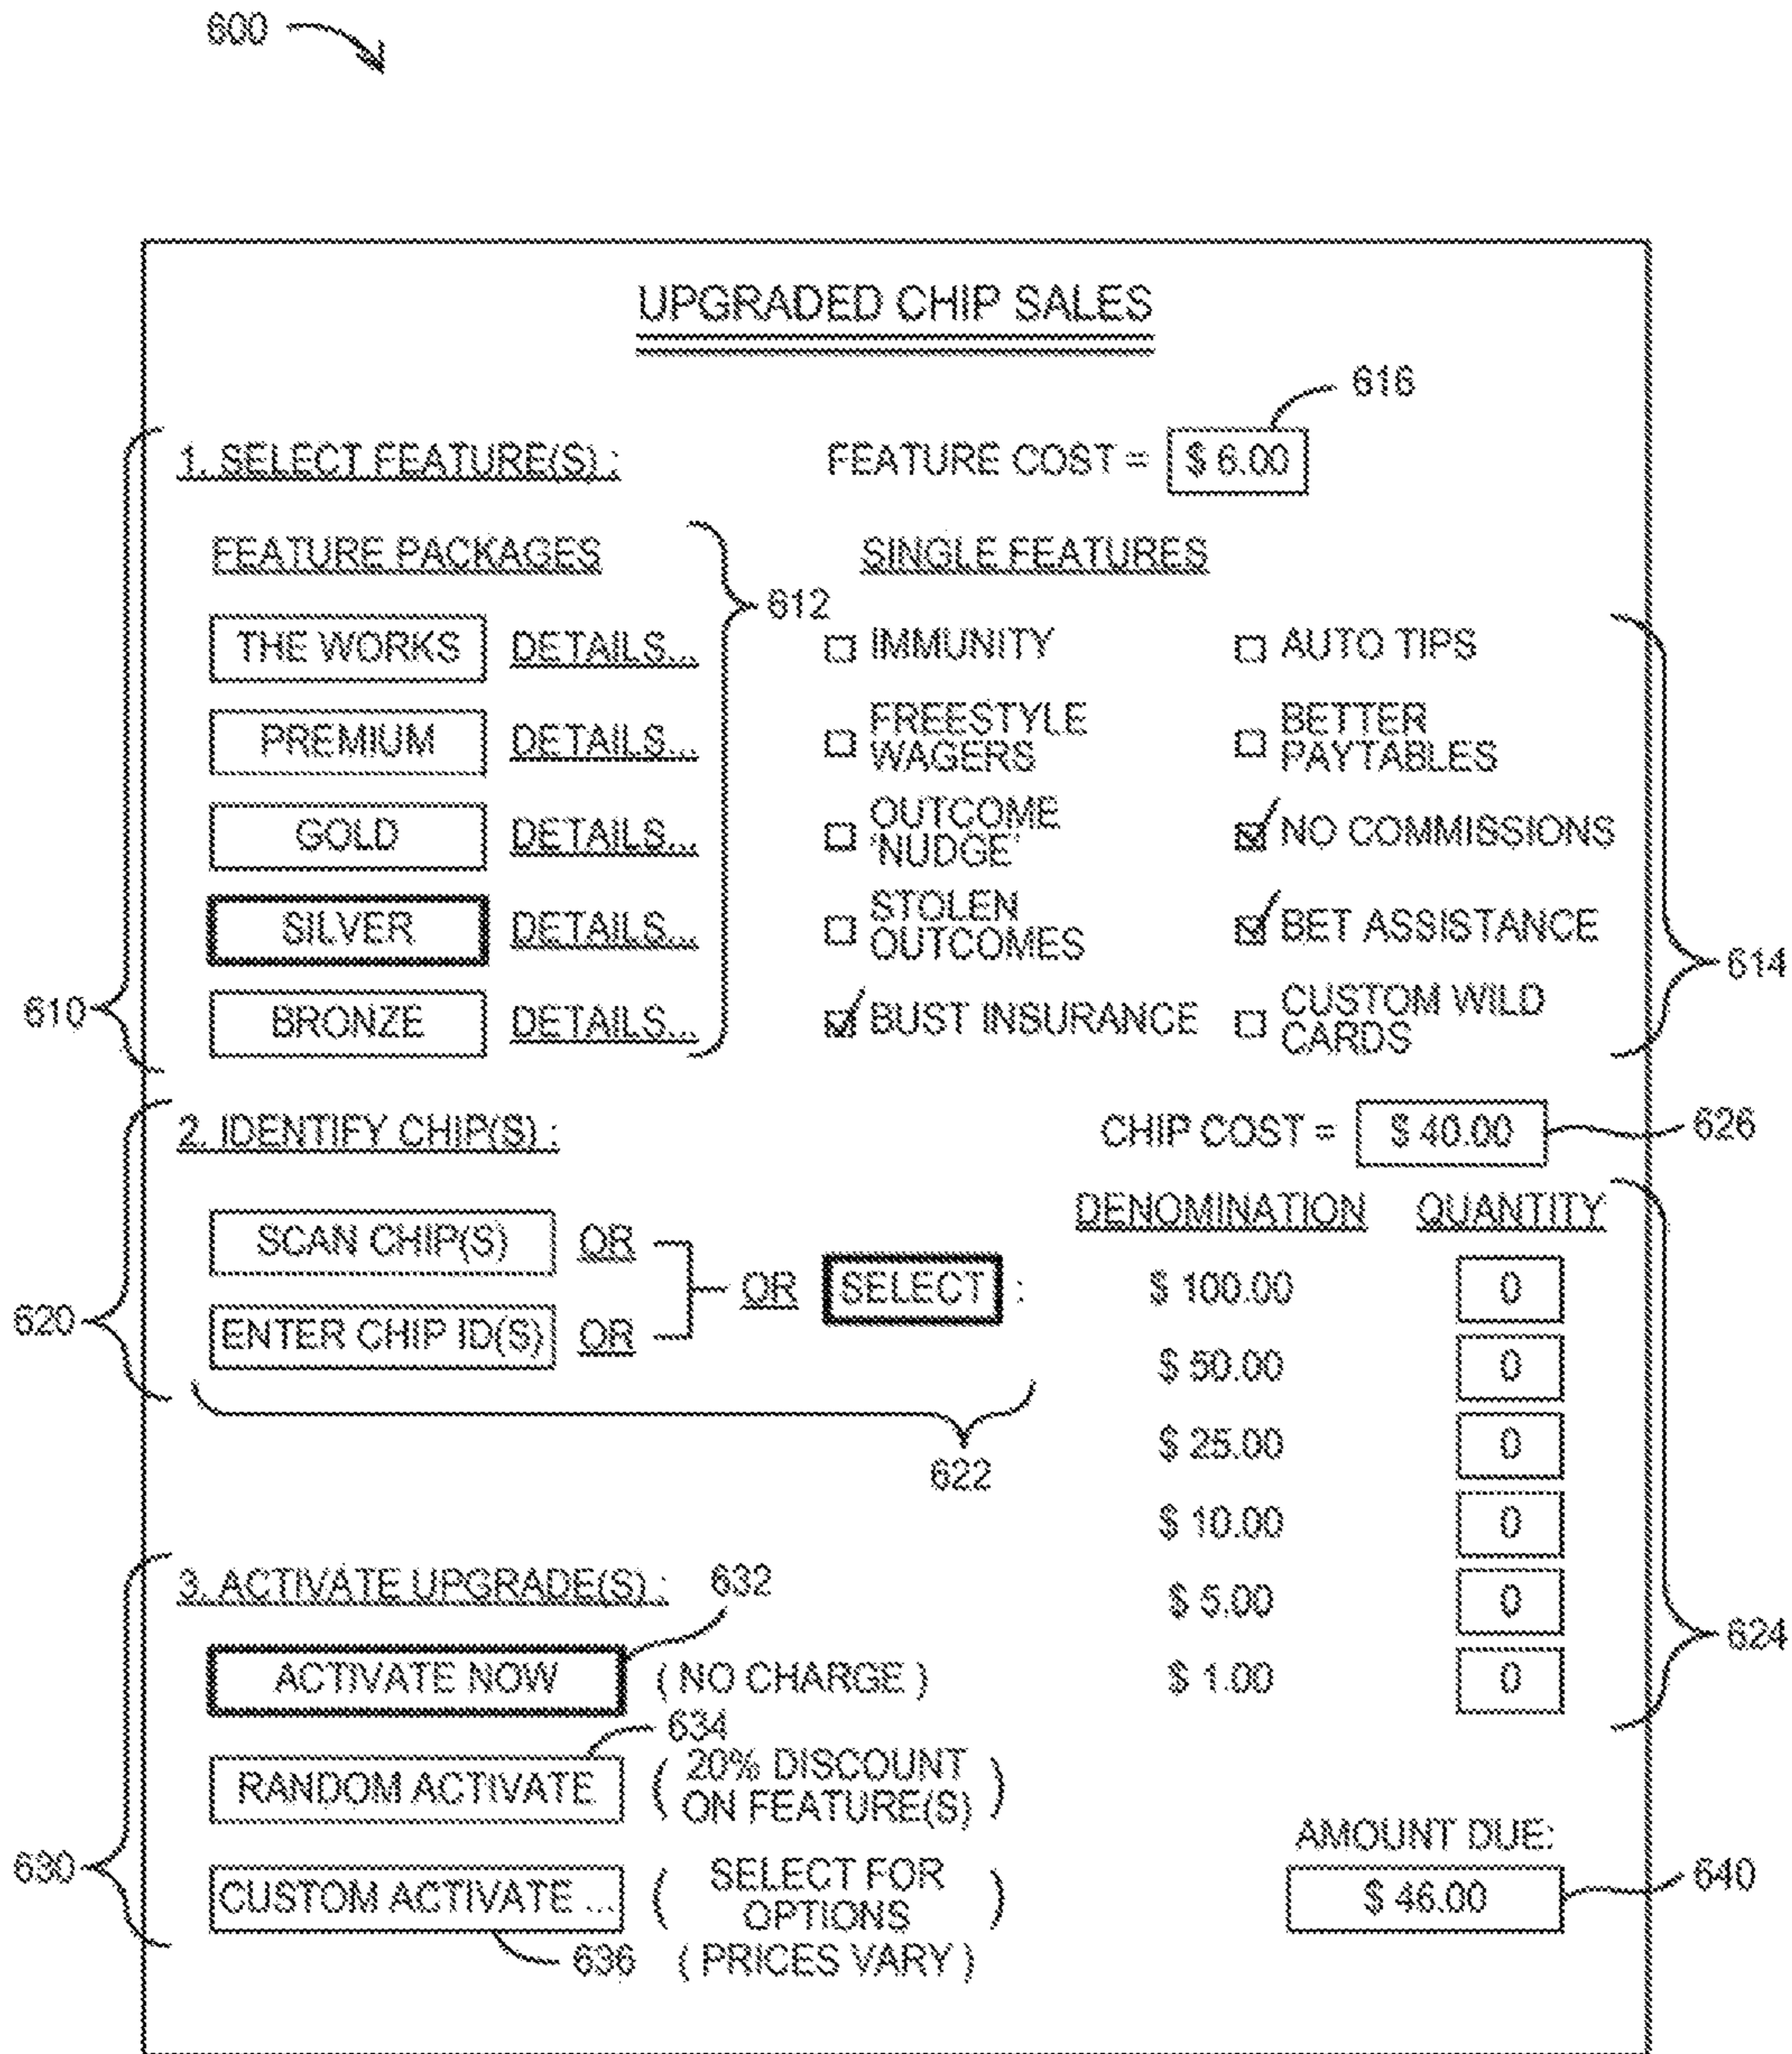 600
UPGRADED CHIP SALES
616
1. SELECT FEATURE(S) :
FEATURE COST = $ 6.00
FEATURE PACKAGES
SINGLE FEATURES
612
THE WORKS DETAILS...
IMMUNITY
AUTO TIPS
PREMIUM DETAILS...
FREESTYLE
WAGERS
BETTER
PAYTABLES
GOLD DETAILS...
OUTCOME
'NUDGE'
NO COMMISSIONS
SILVER DETAILS...
STOLEN
OUTCOMES
BET ASSISTANCE
614
610
BRONZE DETAILS...
BUST INSURANCE
CUSTOM WILD
CARDS
2. IDENTIFY CHIP(S) :
CHIP COST = $ 40.00
626
DENOMINATION QUANTITY
SCAN CHIP(S) OR
OR SELECT :
620
ENTER CHIP ID(S) OR
622
$ 100.00 0
$ 50.00 0
$ 25.00 0
$ 10.00 0
$ 5.00 0
$ 1.00 0
624
3. ACTIVATE UPGRADE(S) :
632
ACTIVATE NOW ( NO CHARGE )
634
RANDOM ACTIVATE ( 20% DISCOUNT
ON FEATURE(S) )
630
CUSTOM ACTIVATE ... ( SELECT FOR
OPTIONS )
636
( PRICES VARY )
AMOUNT DUE:
$ 46.00
640